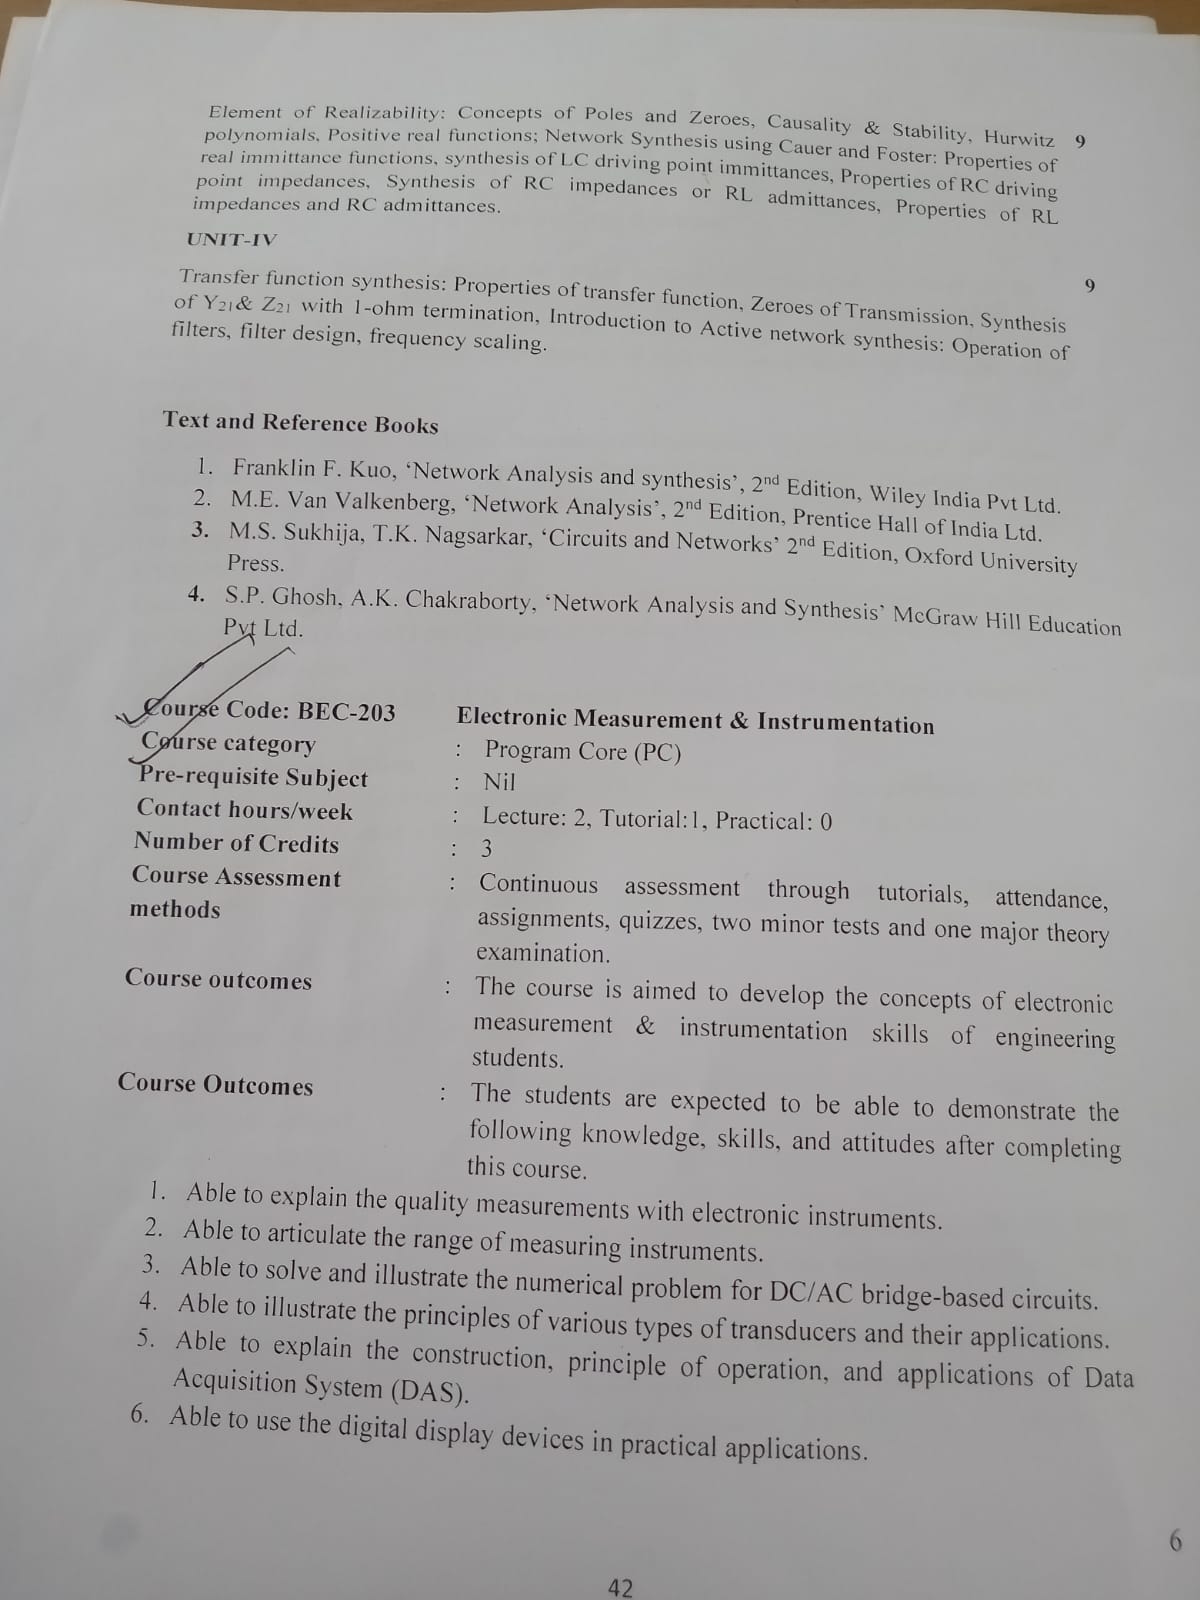 Element of Realizability: Concepts of Poles and Zeroes, Causality & Stability, Hurwitz 9
polynomials, Positive real functions; Network Synthesis using Cauer and Foster: Properties of
real immittance functions, synthesis of LC driving point immittances, Properties of RC driving
point impedances, Synthesis of RC impedances or RL admittances, Properties of RL
impedances and RC admittances.
UNIT-IV
Transfer function synthesis: Properties of transfer function, Zeroes of Transmission, Synthesis 9
of Y21& Z21 with 1-ohm termination, Introduction to Active network synthesis: Operation of
filters, filter design, frequency scaling.
Text and Reference Books
1. Franklin F. Kuo, ‘Network Analysis and synthesis’, 2nd Edition, Wiley India Pvt Ltd.
2. M.E. Van Valkenberg, ‘Network Analysis’, 2nd Edition, Prentice Hall of India Ltd.
3. M.S. Sukhija, T.K. Nagsarkar, ‘Circuits and Networks’ 2nd Edition, Oxford University
Press.
4. S.P. Ghosh, A.K. Chakraborty, ‘Network Analysis and Synthesis’ McGraw Hill Education
Pvt Ltd.
Course Code: BEC-203 Electronic Measurement & Instrumentation
Course category : Program Core (PC)
Pre-requisite Subject : Nil
Contact hours/week : Lecture: 2, Tutorial:1, Practical: 0
Number of Credits : 3
Course Assessment : Continuous assessment through tutorials, attendance,
methods assignments, quizzes, two minor tests and one major theory
examination.
Course outcomes : The course is aimed to develop the concepts of electronic
measurement & instrumentation skills of engineering
students.
Course Outcomes : The students are expected to be able to demonstrate the
following knowledge, skills, and attitudes after completing
this course.
1. Able to explain the quality measurements with electronic instruments.
2. Able to articulate the range of measuring instruments.
3. Able to solve and illustrate the numerical problem for DC/AC bridge-based circuits.
4. Able to illustrate the principles of various types of transducers and their applications.
5. Able to explain the construction, principle of operation, and applications of Data
Acquisition System (DAS).
6. Able to use the digital display devices in practical applications.
6
42